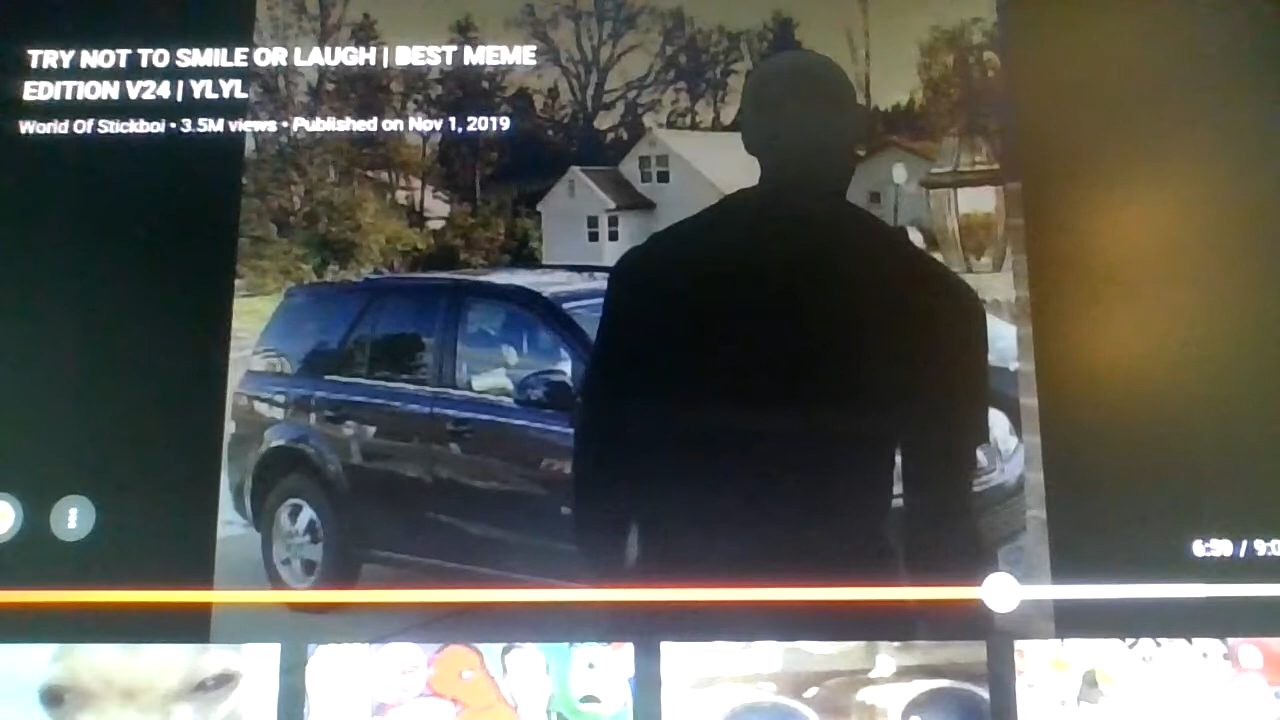 TRY NOT TO SMILE OR LAUGH | BEST MEME
EDITION V24 | YLYL
World Of Stickboi • 3.5M views • Published on Nov 1, 2019